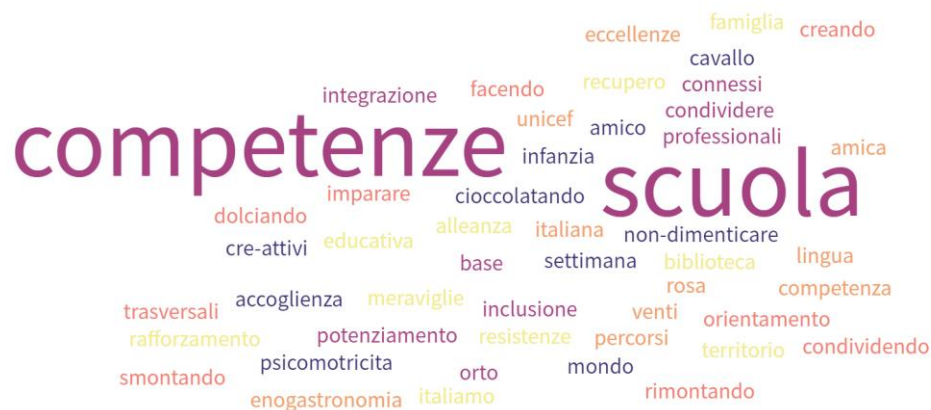 famiglia
creando
eccellenze
cavallo
recupero
connessi
facendo
integrazione
condividere
unicef
amico
professionali
competenze
amica
infanzia
scuola
imparare
cioccolatando
dolciando
alleanza
italiana
non-dimenticare
cre-attivi
educativa
lingua
base
settimana
biblioteca
rosa
competenza
accoglienza
meraviglie
trasversali
inclusione
venti
orientamento
rafforzamento
potenziamento
resistenze
percorsi
territorio
condividendo
psicomotricita
mondo
smontando
orto
rimontando
enogastronomia
italiamo